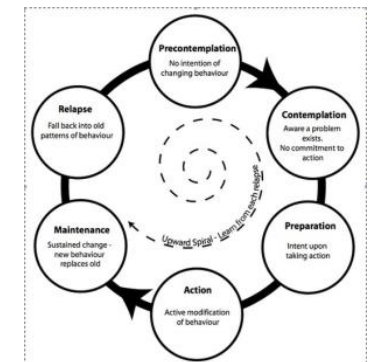 Precontemplation
No intention of
changing behaviour
Contemplation
Aware a problem
exists.
No commitment to
action
Preparation
Intent upon
taking action
Action
Active modification
of behaviour
Maintenance
Sustained change -
new behaviour
replaces old
Relapse
Fall back into old
patterns of behaviour
Upward Spiral - Learn from each relapse